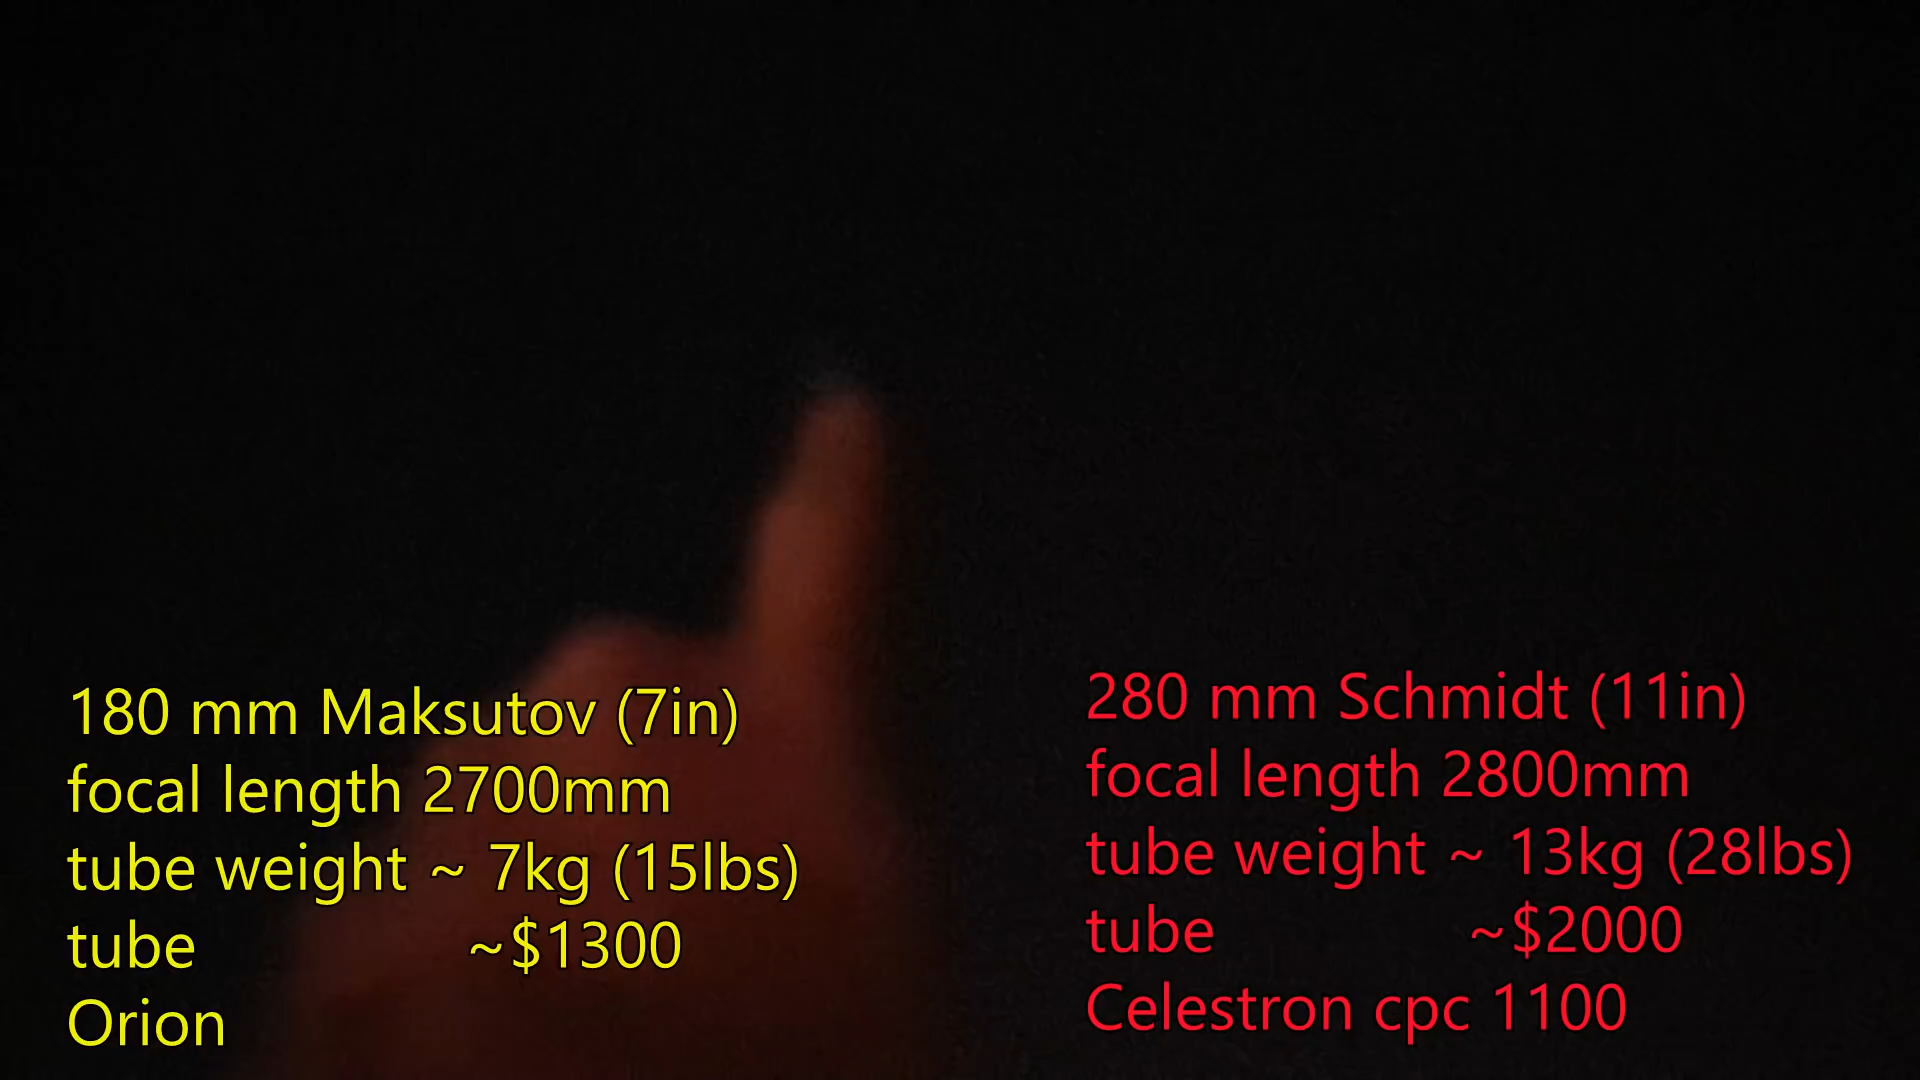 180 mm Maksutov (7in)
focal length 2700mm
tube weight ~ 7kg (15lbs)
tube ~$1300
Orion
280 mm Schmidt (11in)
focal length 2800mm
tube weight ~ 13kg (28lbs)
tube ~$2000
Celestron cpc 1100